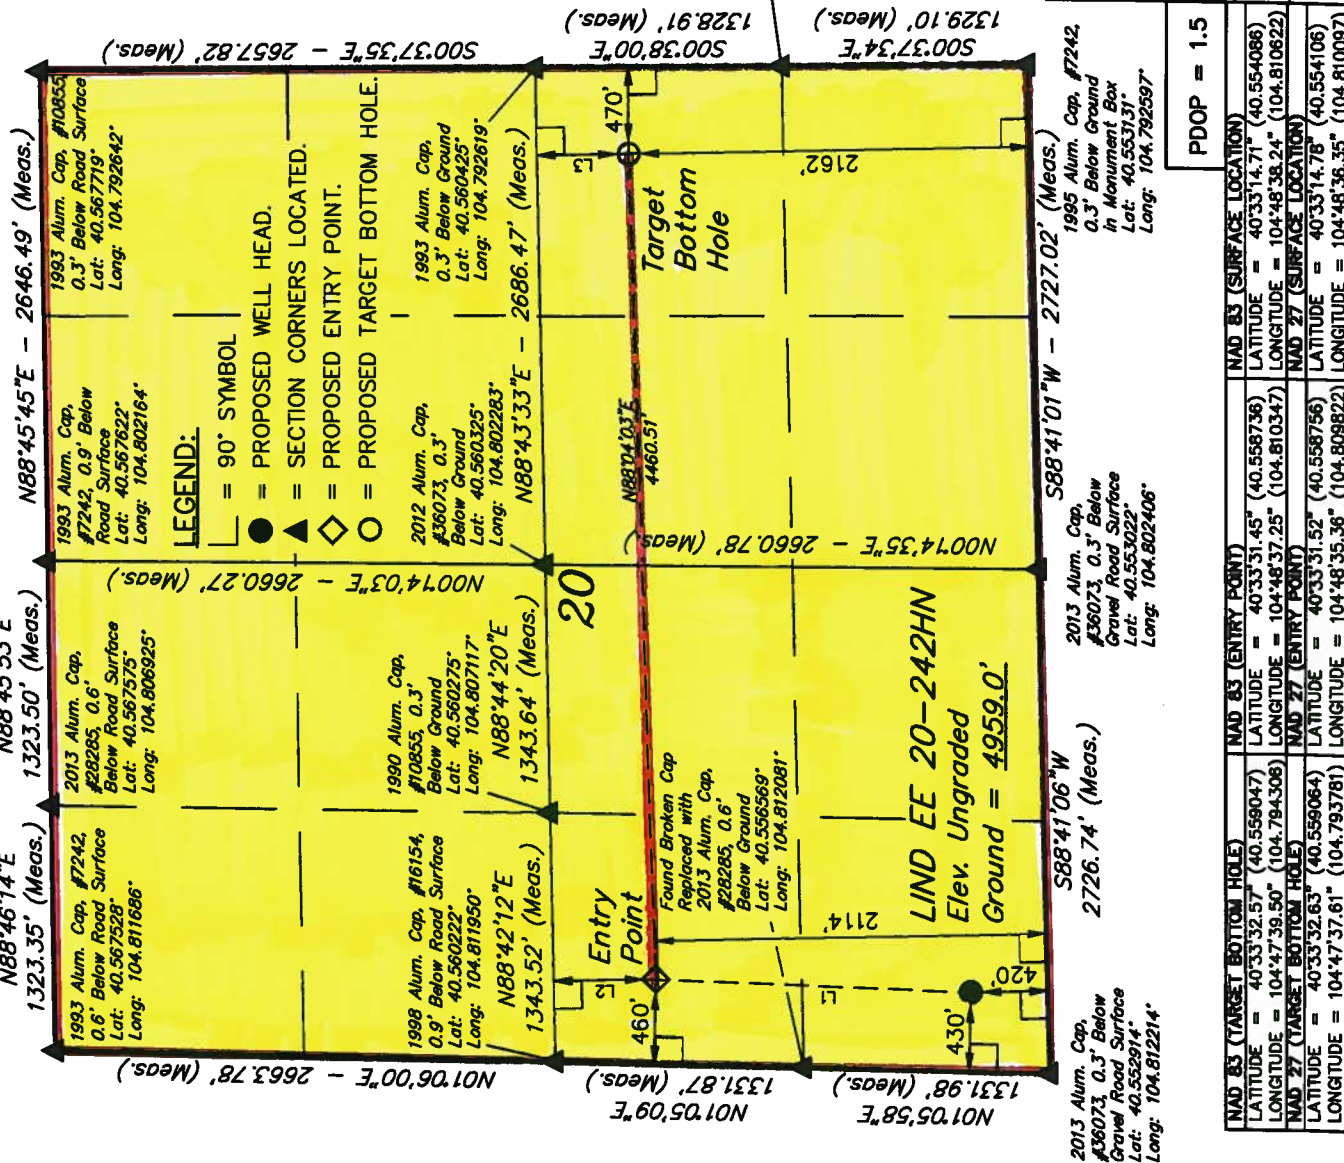 N88°46'14"E
1323.35' (Meas.)
N88°45'53"E
1323.50' (Meas.)
N88°45'45"E - 2646.49' (Meas.)
1993 Alum. Cap, #7242,
0.6' Below Road Surface
Lat: 40.567528°
Long: 104.811686°
2013 Alum. Cap,
#28285, 0.6'
Below Road Surface
Lat: 40.567575°
Long: 104.806925°
1993 Alum. Cap,
#7242, 0.9' Below
Road Surface
Lat: 40.567622°
Long: 104.802164°
1993 Alum. Cap, #10855,
0.3' Below Road Surface
Lat: 40.567719°
Long: 104.792642°
LEGEND:
= 90° SYMBOL
= PROPOSED WELL HEAD.
= SECTION CORNERS LOCATED.
= PROPOSED ENTRY POINT.
= PROPOSED TARGET BOTTOM HOLE.
N01°06'00"E - 2663.78' (Meas.)
N00°14'03"E - 2660.27' (Meas.)
S00°37'35"E - 2657.82' (Meas.)
1998 Alum. Cap, #16154,
0.9' Below Road Surface
Lat: 40.560222°
Long: 104.811950°
1990 Alum. Cap,
#10855, 0.3'
Below Ground
Lat: 40.560275°
Long: 104.807117°
2012 Alum. Cap,
#36073, 0.3'
Below Ground
Lat: 40.560325°
Long: 104.802283°
1993 Alum. Cap,
0.3' Below Ground
Lat: 40.560425°
Long: 104.792619°
N88°42'12"E
1343.52' (Meas.)
N88°44'20"E
1343.64' (Meas.)
N88°43'33"E - 2686.47' (Meas.)
20
N01°05'09"E
1331.87' (Meas.)
N01°05'58"E
1331.98' (Meas.)
S00°38'00"E
1328.91' (Meas.)
S00°37'34"E
1329.10' (Meas.)
N00°14'35"E - 2660.78' (Meas.)
Entry
Point
L2
460'
Found Broken Cap
Replaced with
2013 Alum. Cap,
#28285, 0.6'
Below Ground
Lat: 40.556569°
Long: 104.812081°
N88°04'03"E
4460.51'
Target
Bottom
Hole
L3
470'
2162'
2114'
L1
430'
420'
LIND EE 20-242HN
Elev. Ungraded
Ground = 4959.0'
S88°41'06"W
2726.74' (Meas.)
S88°41'01"W - 2727.02' (Meas.)
2013 Alum. Cap,
#36073, 0.3' Below
Gravel Road Surface
Lat: 40.552914°
Long: 104.812214°
2013 Alum. Cap,
#36073, 0.3' Below
Gravel Road Surface
Lat: 40.553022°
Long: 104.802406°
1995 Alum. Cap, #7242,
0.3' Below Ground
in Monument Box
Lat: 40.553131°
Long: 104.792597°
PDOP = 1.5
NAD 83 (TARGET BOTTOM HOLE)
LATITUDE = 40°33'32.57" (40.559047)
LONGITUDE = 104°47'39.50" (104.794306)
NAD 27 (TARGET BOTTOM HOLE)
LATITUDE = 40°33'32.63" (40.559064)
LONGITUDE = 104°47'37.61" (104.793781)
NAD 83 (ENTRY POINT)
LATITUDE = 40°33'31.45" (40.558736)
LONGITUDE = 104°48'37.25" (104.810347)
NAD 27 (ENTRY POINT)
LATITUDE = 40°33'31.52" (40.558756)
LONGITUDE = 104°48'35.36" (104.809822)
NAD 83 (SURFACE LOCATION)
LATITUDE = 40°33'14.71" (40.554086)
LONGITUDE = 104°48'38.24" (104.810622)
NAD 27 (SURFACE LOCATION)
LATITUDE = 40°33'14.78" (40.554106)
LONGITUDE = 104°48'36.35" (104.810097)